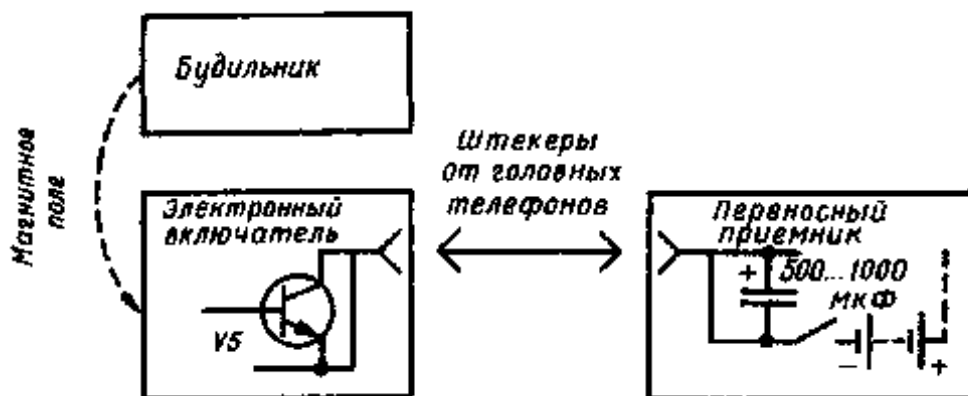 Будильник
Магнитное
поле
Штекеры
от головных
телефонов
Электронный
включатель
V5
Переносный
приемник
+ 500...1000
мкФ
− +